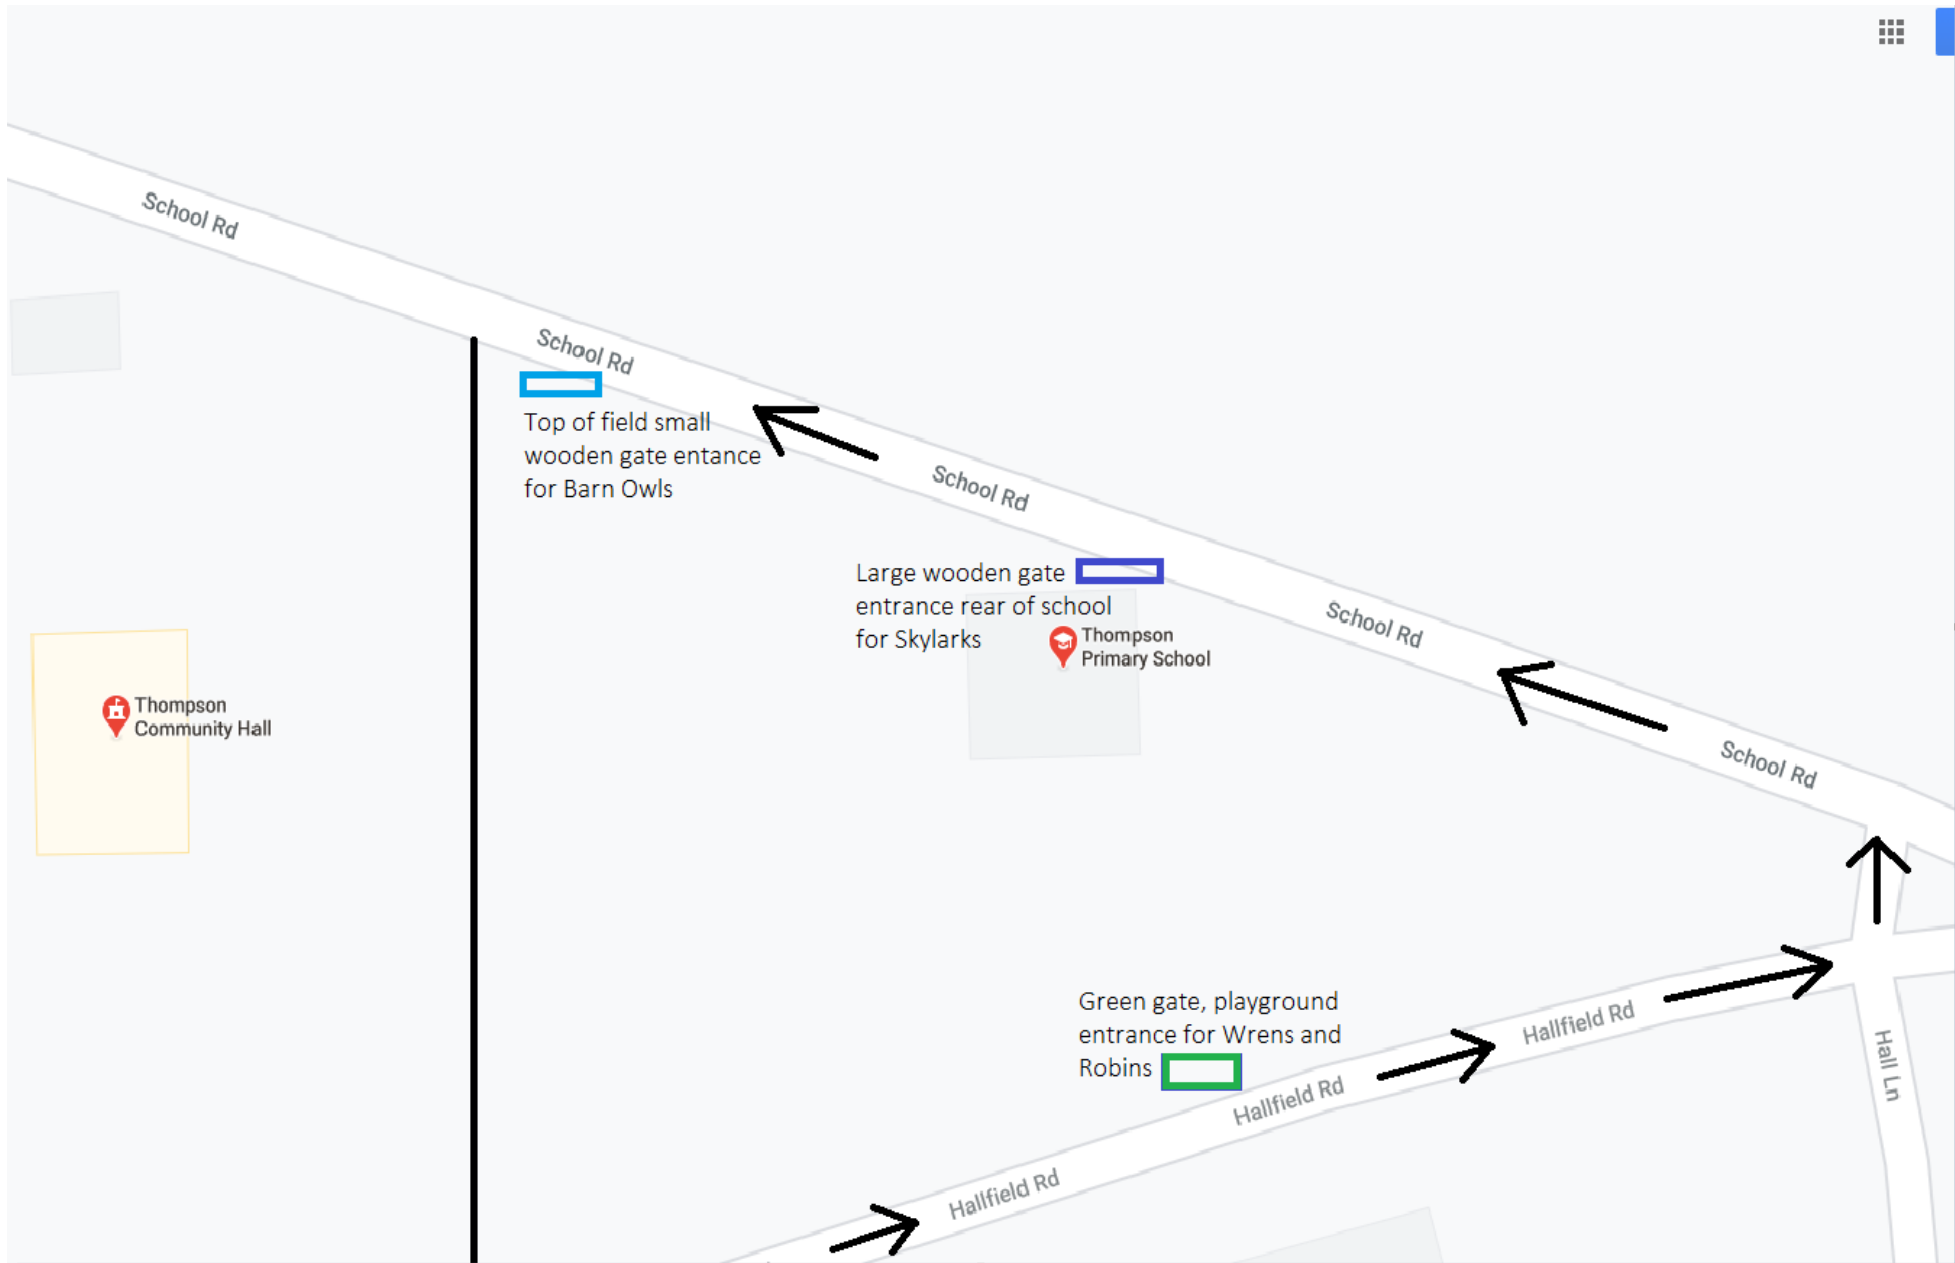 School Rd
School Rd
Top of field small
wooden gate entance
for Barn Owls
School Rd
Large wooden gate
entrance rear of school
for Skylarks
Thompson
Primary School
School Rd
Thompson
Community Hall
School Rd
Green gate, playground
entrance for Wrens and
Robins
Hallfield Rd
Hallfield Rd
Hallfield Rd
Hall Ln